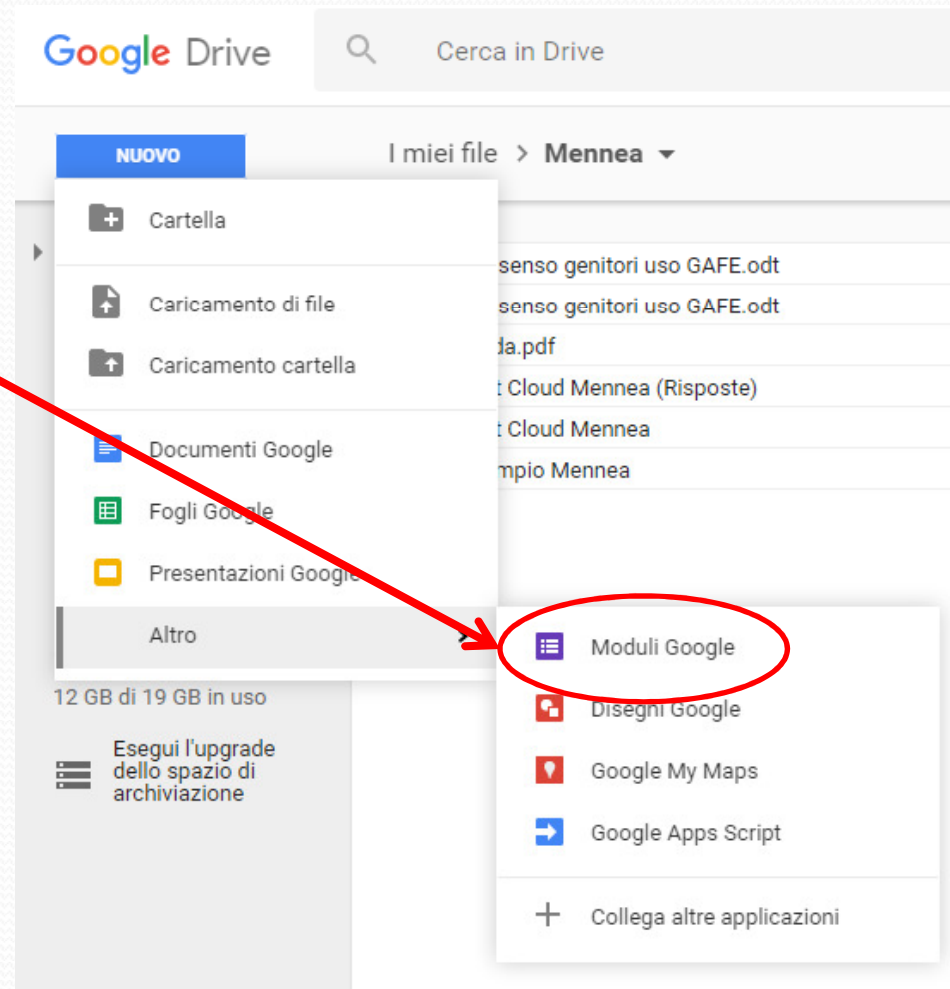 Google Drive
Cerca in Drive
NUOVO
I miei file > Mennea
Cartella
senso genitori uso GAFE.odt
Caricamento di file
senso genitori uso GAFE.odt
da.pdf
Caricamento cartella
t Cloud Mennea (Risposte)
t Cloud Mennea
Documenti Google
mpio Mennea
Fogli Google
Presentazioni Google
Altro
Moduli Google
12 GB di 19 GB in uso
Disegni Google
Esegui l'upgrade
dello spazio di
archiviazione
Google My Maps
Google Apps Script
Collega altre applicazioni